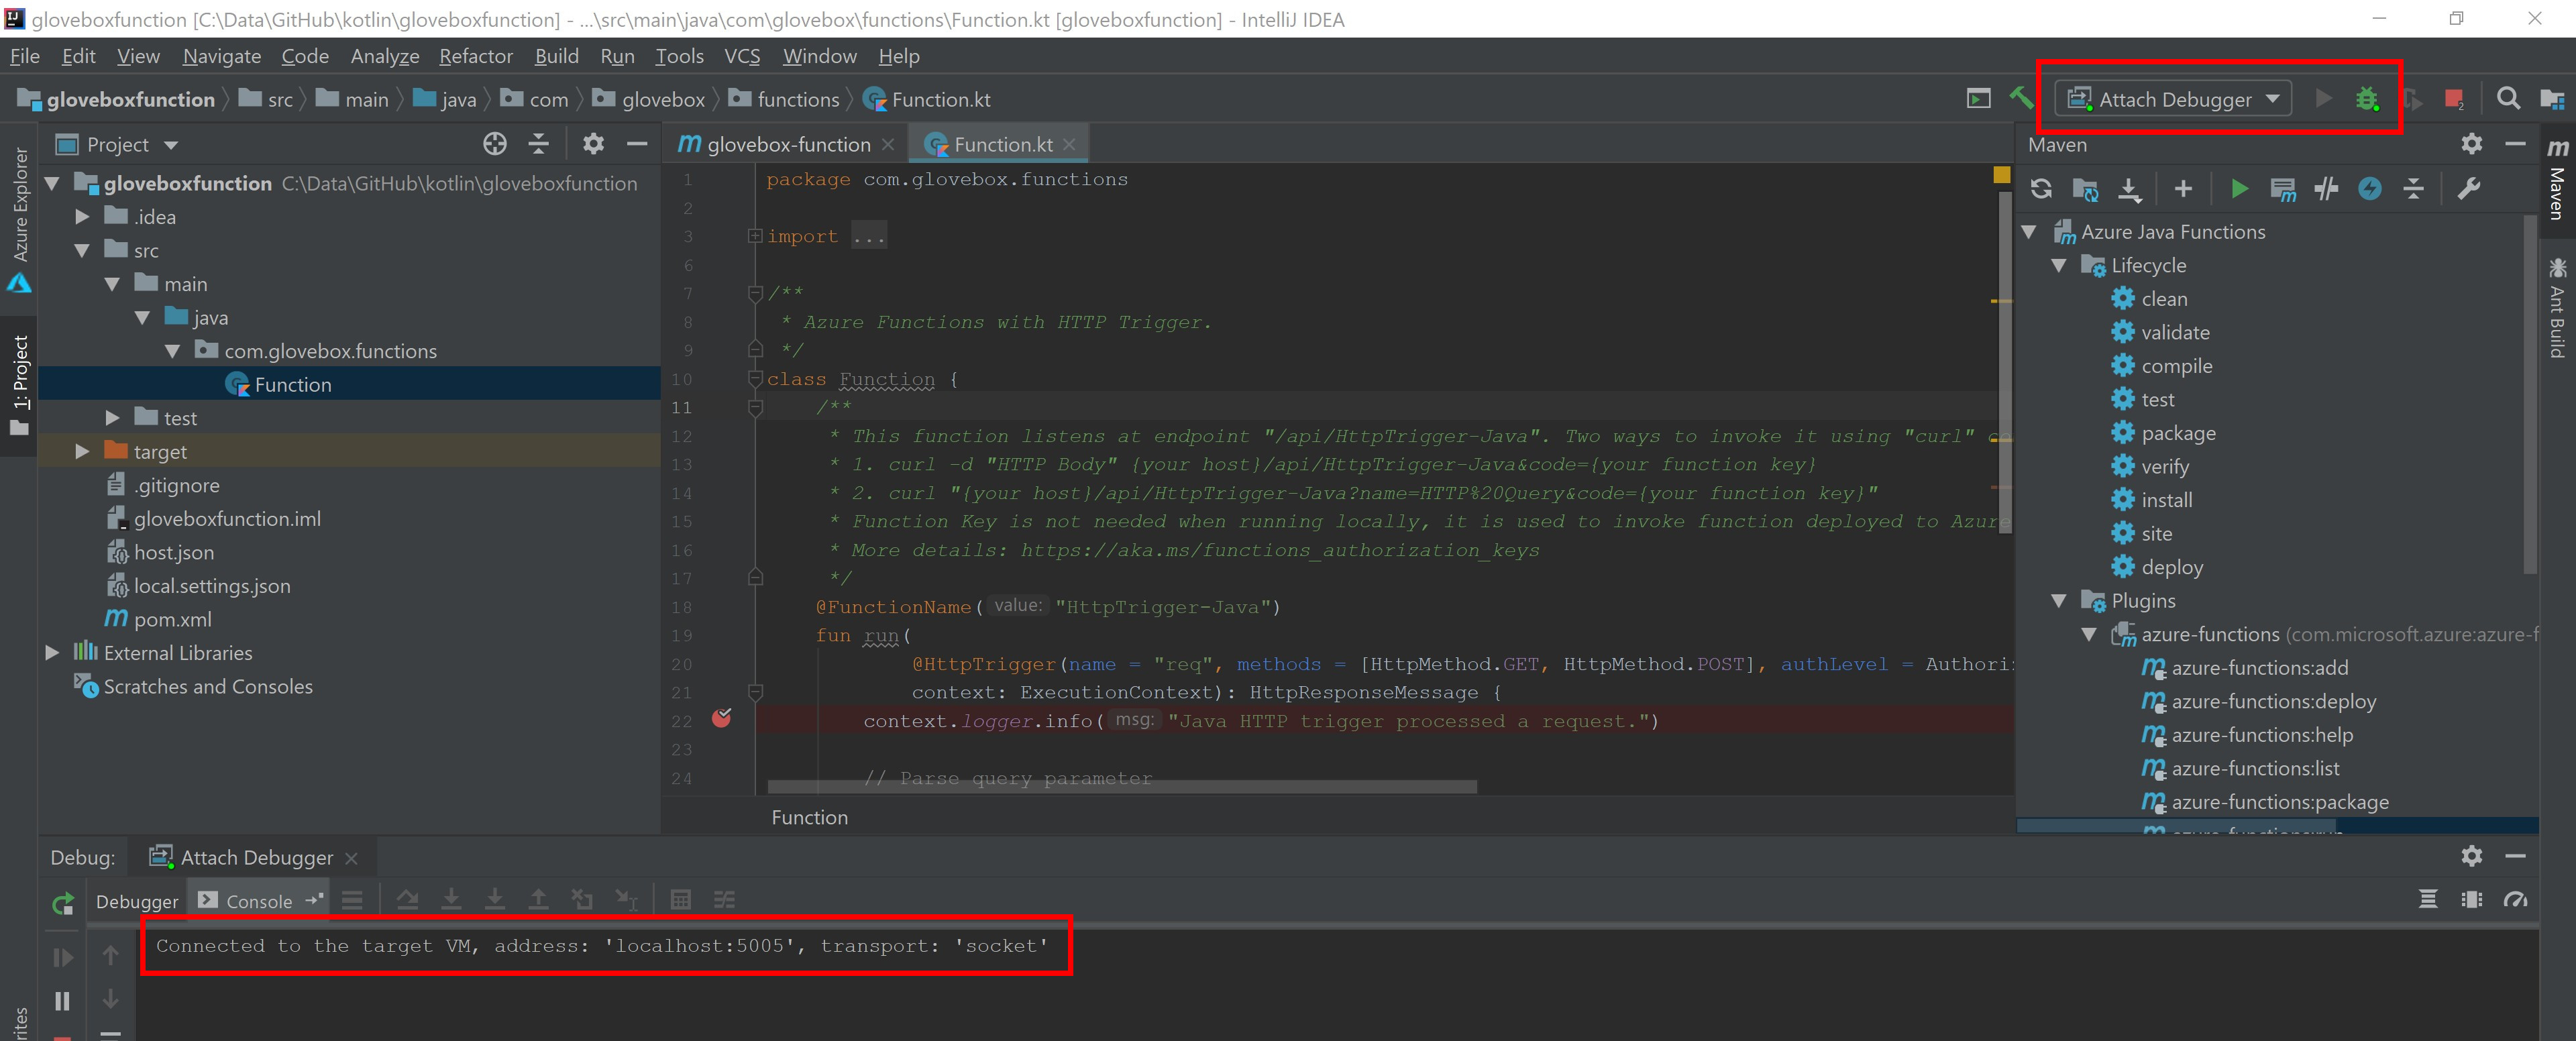 gloveboxfunction [C:\Data\GitHub\kotlin\gloveboxfunction] - ...\src\main\java\com\glovebox\functions\Function.kt [gloveboxfunction] - IntelliJ IDEA
File Edit View Navigate Code Analyze Refactor Build Run Tools VCS Window Help
gloveboxfunction src main java com glovebox functions Function.kt
Attach Debugger
2
Azure Explorer
1: Project
Project
gloveboxfunction C:\Data\GitHub\kotlin\gloveboxfunction
.idea
src
main
java
com.glovebox.functions
Function
test
target
.gitignore
gloveboxfunction.iml
host.json
local.settings.json
pom.xml
External Libraries
Scratches and Consoles
glovebox-function Function.kt
1 package com.glovebox.functions
2
3 import ...
6
7 /**
8 * Azure Functions with HTTP Trigger.
9 */
10 class Function {
11 /**
12 * This function listens at endpoint "/api/HttpTrigger-Java". Two ways to invoke it using "curl"
13 * 1. curl -d "HTTP Body" {your host}/api/HttpTrigger-Java&code={your function key}
14 * 2. curl "{your host}/api/HttpTrigger-Java?name=HTTP%20Query&code={your function key}"
15 * Function Key is not needed when running locally, it is used to invoke function deployed to Azure
16 * More details: https://aka.ms/functions_authorization_keys
17 */
18 @FunctionName( value: "HttpTrigger-Java")
19 fun run(
20 @HttpTrigger(name = "req", methods = [HttpMethod.GET, HttpMethod.POST], authLevel = Authori
21 context: ExecutionContext): HttpResponseMessage {
22 context.logger.info( msg: "Java HTTP trigger processed a request.")
23
24 // Parse query parameter
Function
Maven
Azure Java Functions
Lifecycle
clean
validate
compile
test
package
verify
install
site
deploy
Plugins
azure-functions (com.microsoft.azure:azure-f
azure-functions:add
azure-functions:deploy
azure-functions:help
azure-functions:list
azure-functions:package
Maven
Ant Build
Debug: Attach Debugger
Debugger Console
Connected to the target VM, address: 'localhost:5005', transport: 'socket'
rites